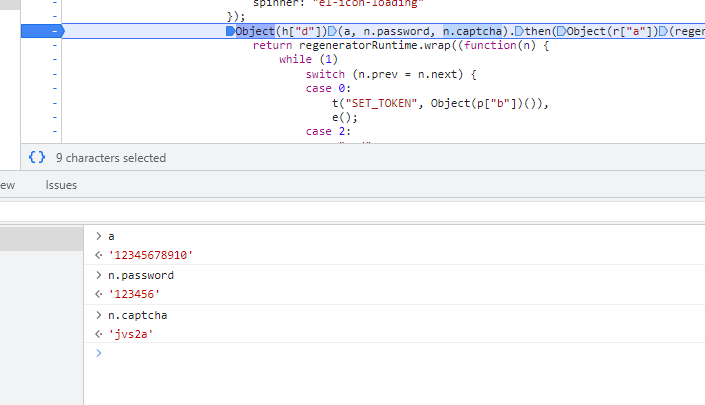 spinner: "el-icon-loading"
});
Object(h["d"])(a, n.password, n.captcha).then(Object(r["a"])(regen
return regeneratorRuntime.wrap((function(n) {
while (1)
switch (n.prev = n.next) {
case 0:
t("SET_TOKEN", Object(p["b"])()),
e();
case 2:
{} 9 characters selected
ew Issues
> a
'12345678910'
> n.password
'123456'
> n.captcha
'jvs2a'
>